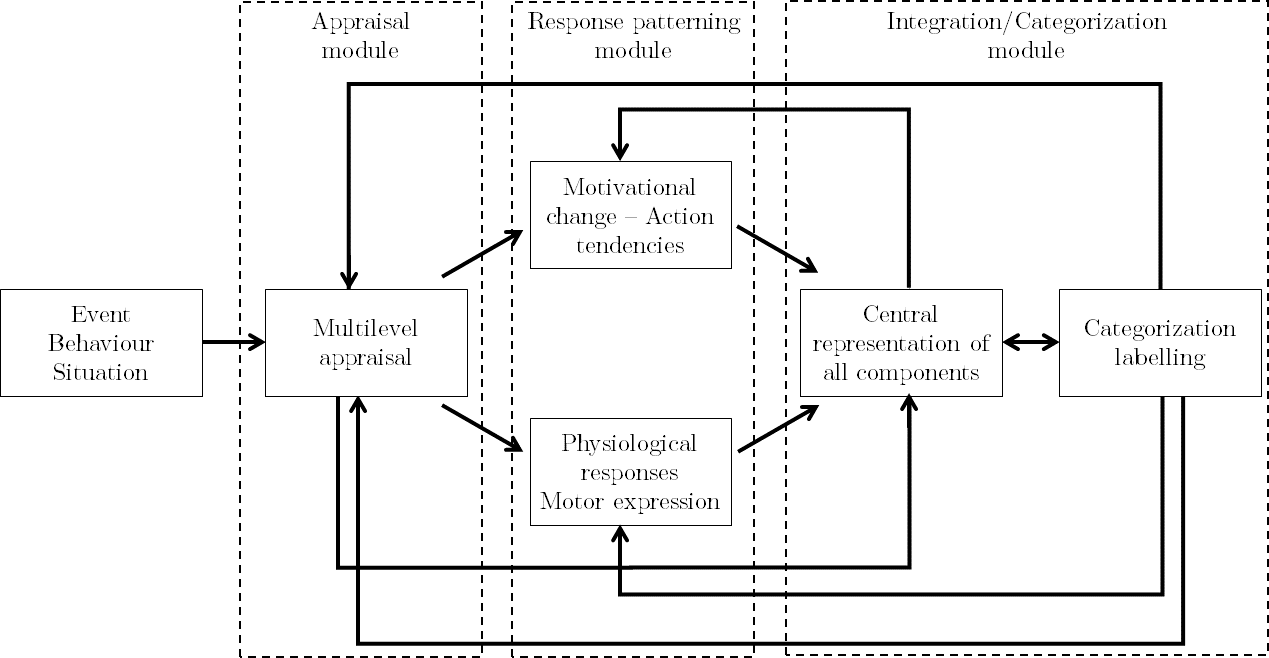 Appraisal
module
Response patterning
module
Integration/Categorization
module
Motivational
change – Action
tendencies
Event
Behaviour
Situation
Multilevel
appraisal
Central
representation of
all components
Categorization
labelling
Physiological
responses
Motor expression